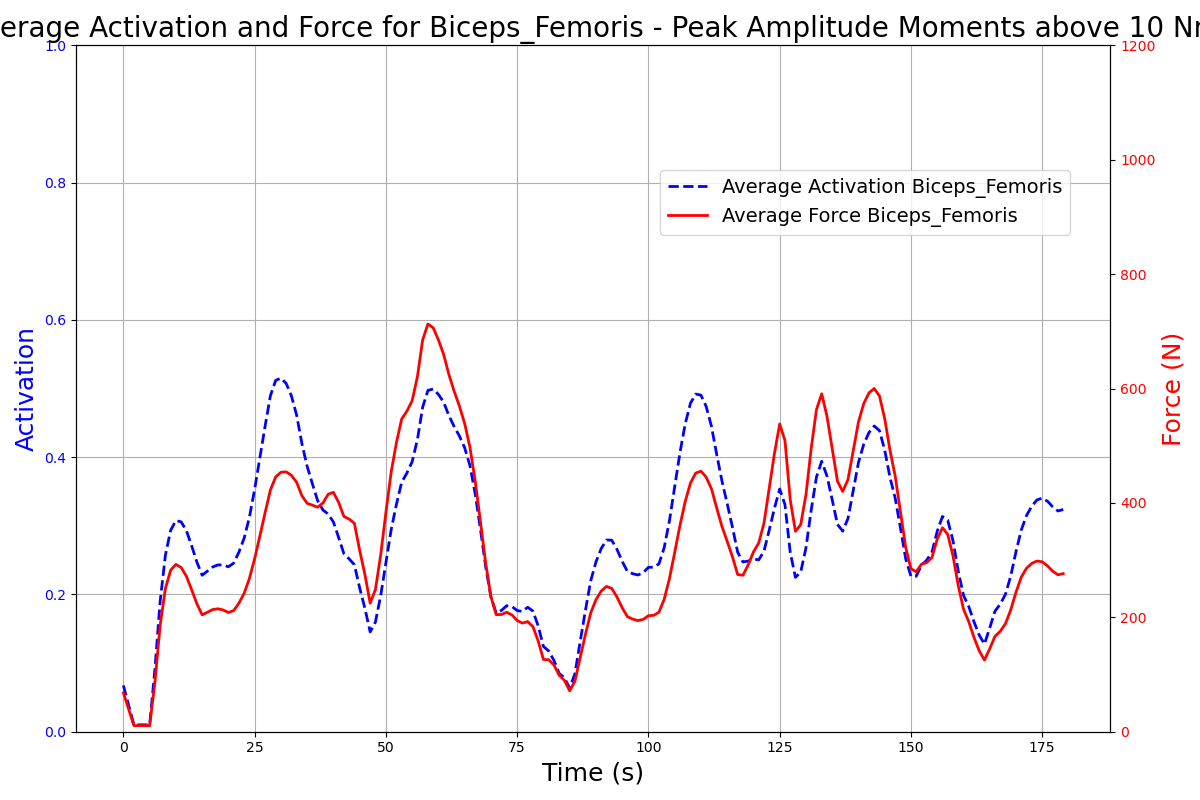 erage Activation and Force for Biceps_Femoris - Peak Amplitude Moments above 10 N
1.0
0.8
0.6
0.4
0.2
0.0
Activation
1200
1000
800
600
400
200
0
Force (N)
Average Activation Biceps_Femoris
Average Force Biceps_Femoris
0 25 50 75 100 125 150 175
Time (s)